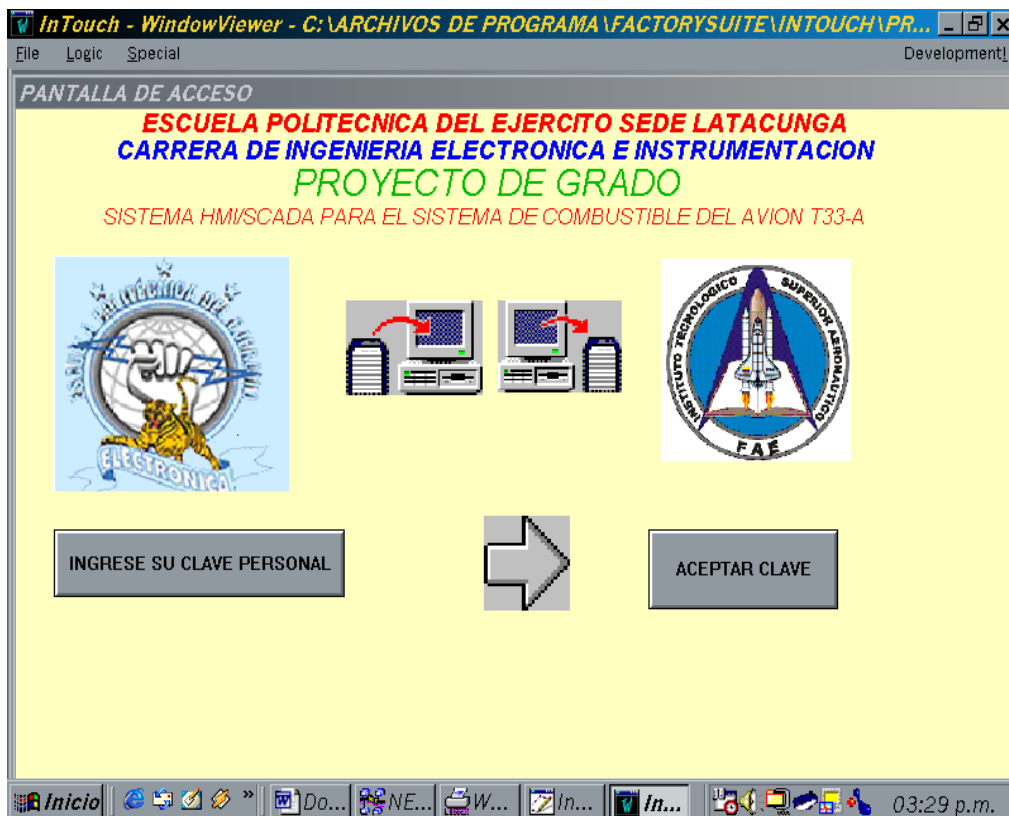 InTouch - WindowViewer - C:\ARCHIVOS DE PROGRAMA\FACTORYSUITE\INTOUCH\PR...
File Logic Special Development!
PANTALLA DE ACCESO
ESCUELA POLITECNICA DEL EJERCITO SEDE LATACUNGA
CARRERA DE INGENIERIA ELECTRONICA E INSTRUMENTACION
PROYECTO DE GRADO
SISTEMA HMI/SCADA PARA EL SISTEMA DE COMBUSTIBLE DEL AVION T33-A
ELECTRONICA
INSTITUTO TECNOLOGICO SUPERIOR AERONAUTICO
FAE
INGRESE SU CLAVE PERSONAL
ACEPTAR CLAVE
Inicio » Do... NE... W... In... In... 03:29 p.m.